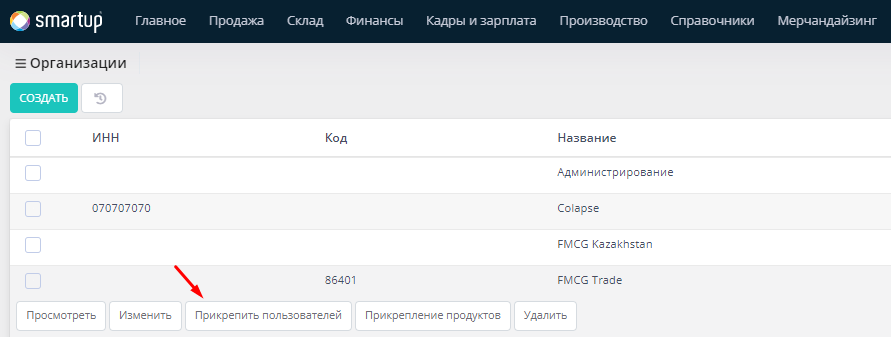 smartup Главное Продажа Склад Финансы Кадры и зарплата Производство Справочники Мерчандайзинг
Организации
СОЗДАТЬ
ИНН Код Название
Администрирование
070707070 Colapse
FMCG Kazakhstan
86401 FMCG Trade
Просмотреть Изменить Прикрепить пользователей Прикрепление продуктов Удалить